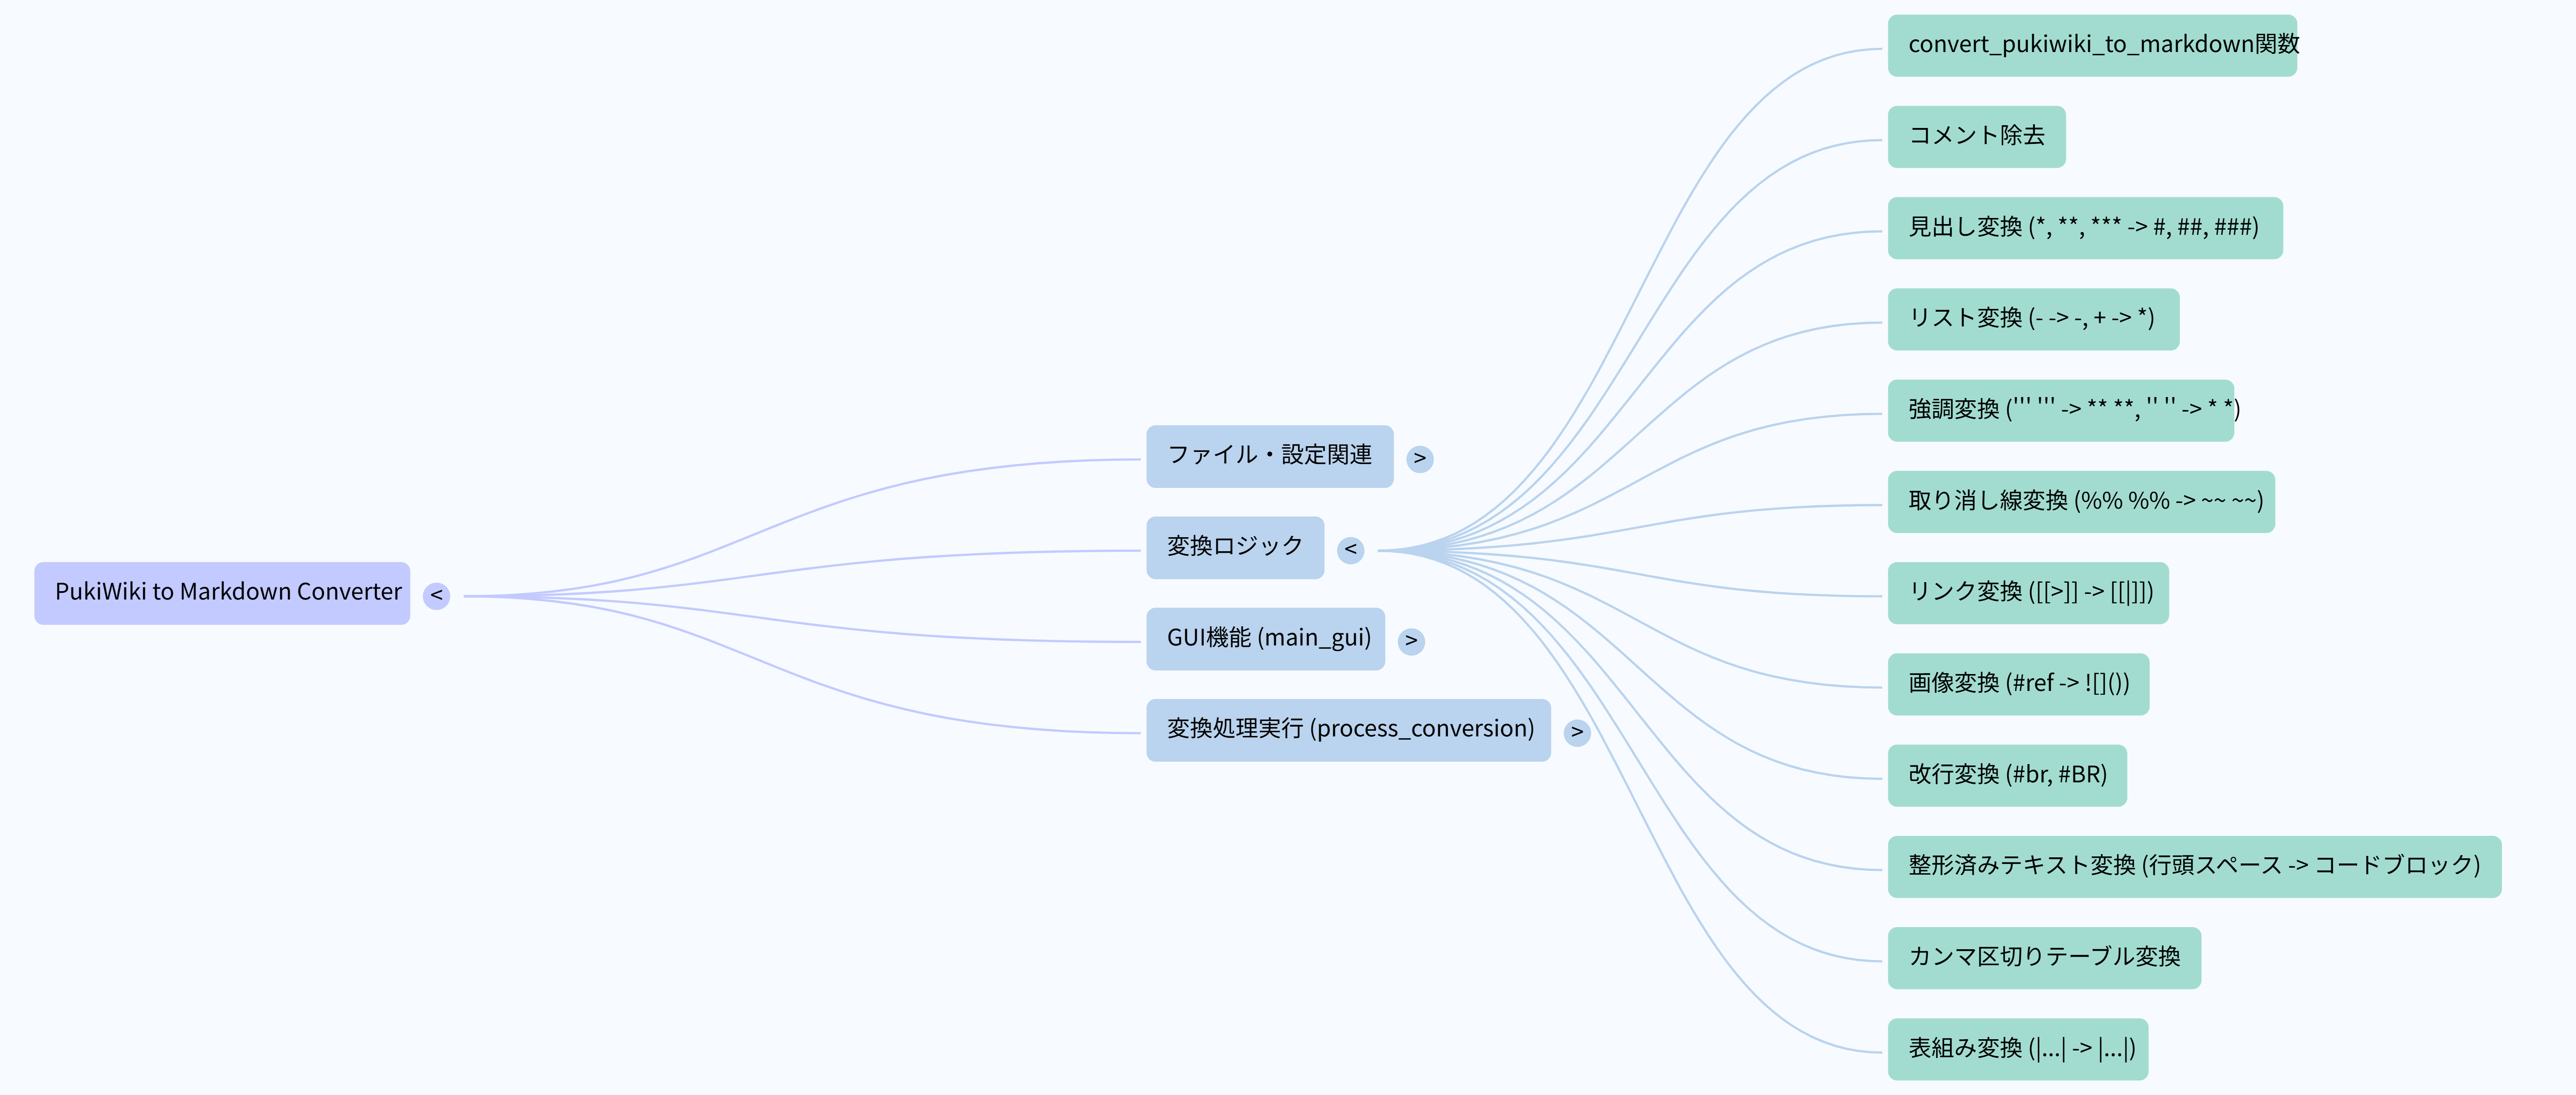 PukiWiki to Markdown Converter
<
ファイル・設定関連
>
変換ロジック
<
GUI機能 (main_gui)
>
変換処理実行 (process_conversion)
>
convert_pukiwiki_to_markdown関数
コメント除去
見出し変換 (*, **, *** -> #, ##, ###)
リスト変換 (- -> -, + -> *)
強調変換 (''' ''' -> ** **, '' '' -> * *)
取り消し線変換 (%% %% -> ~~ ~~)
リンク変換 ([[>]] -> [[|]])
画像変換 (#ref -> ![]())
改行変換 (#br, #BR)
整形済みテキスト変換 (行頭スペース -> コードブロック)
カンマ区切りテーブル変換
表組み変換 (|...| -> |...|)